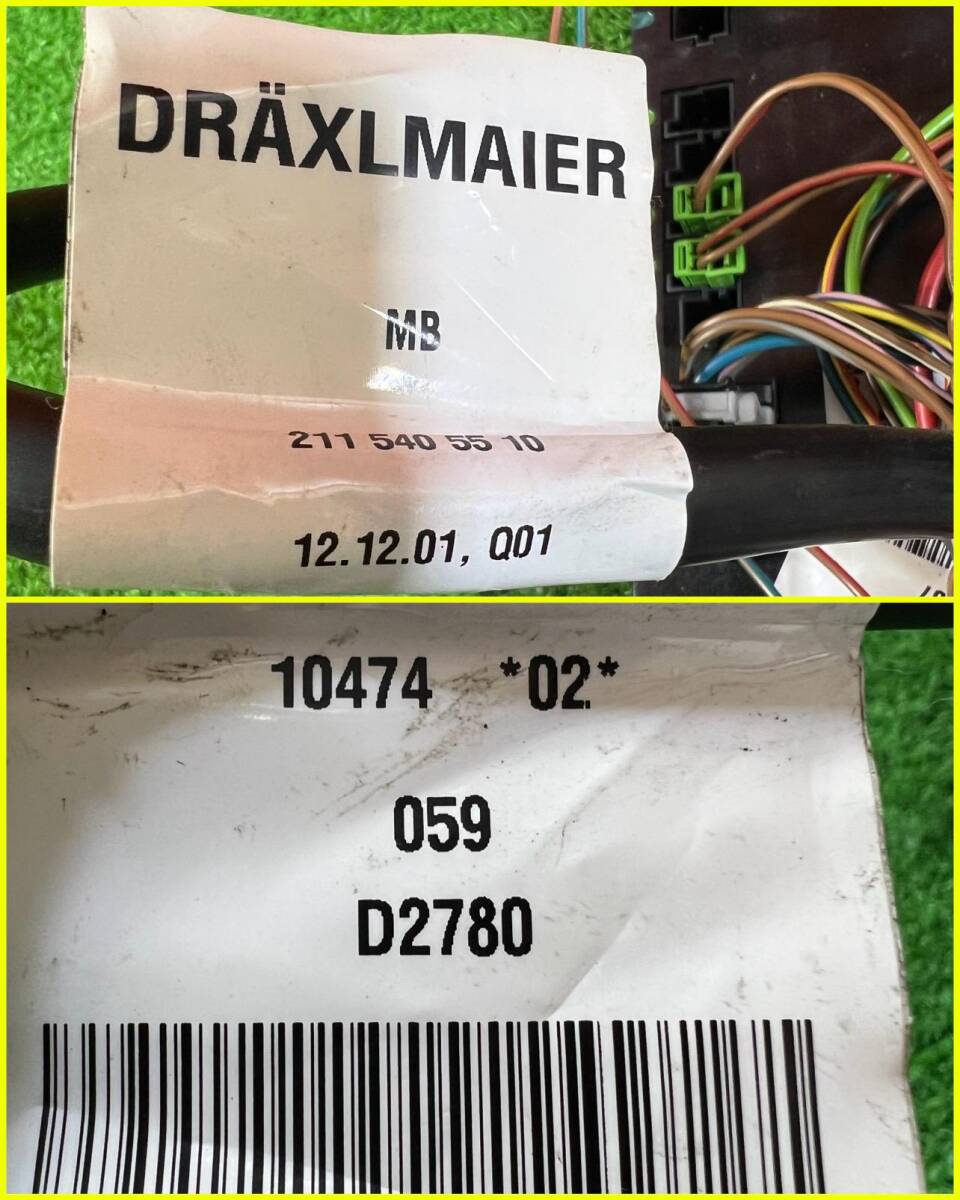 DRÄXLMAIER
MB
211 540 55 10
12.12.01, Q01
10474 *02*
059
D2780